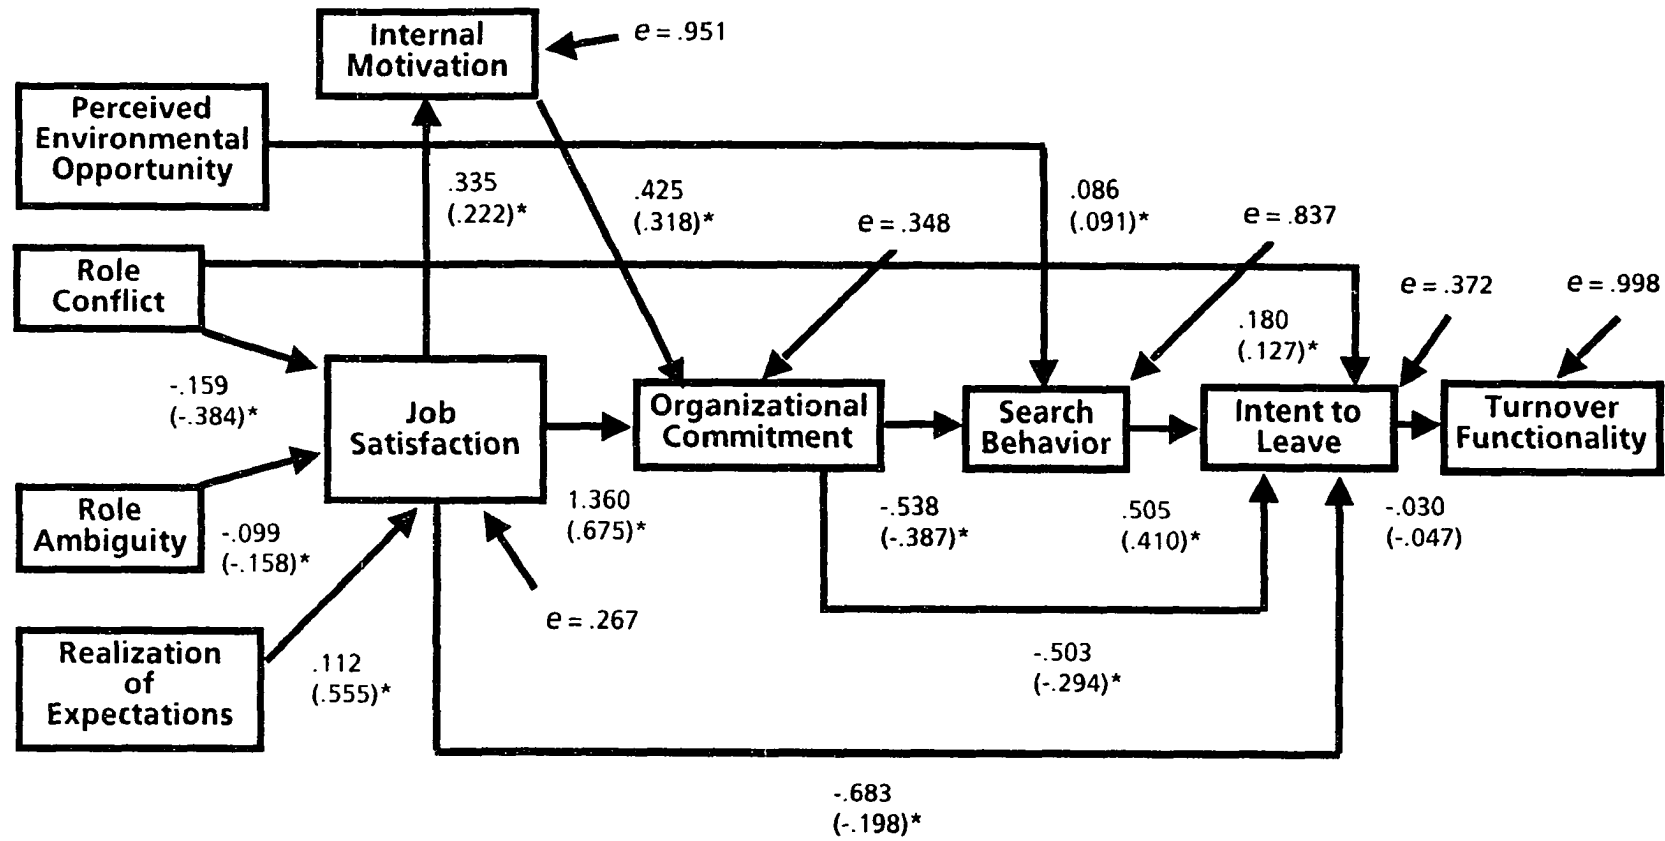 Internal
Motivation
e = .951
Perceived
Environmental
Opportunity
.335
(.222)*
.425
(.318)*
e = .348
.086
(.091)*
e = .837
Role
Conflict
e = .372
e = .998
.180
(.127)*
-.159
(-.384)*
Job
Satisfaction
Organizational
Commitment
Search
Behavior
Intent to
Leave
Turnover
Functionality
Role
Ambiguity
-.099
(-.158)*
1.360
(.675)*
-.538
(-.387)*
.505
(.410)*
-.030
(-.047)
e = .267
Realization
of
Expectations
.112
(.555)*
-.503
(-.294)*
-.683
(-.198)*